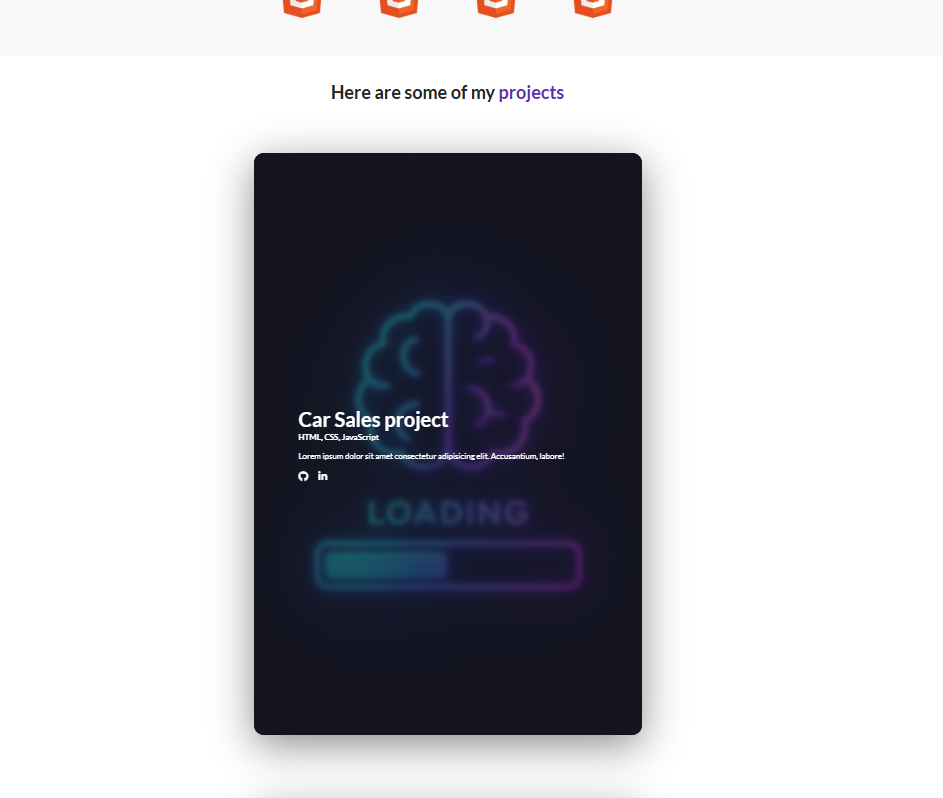 Here are some of my projects
Car Sales project
HTML, CSS, JavaScript
Lorem ipsum dolor sit amet consectetur adipisicing elit. Accusantium, labore!
in
LOADING